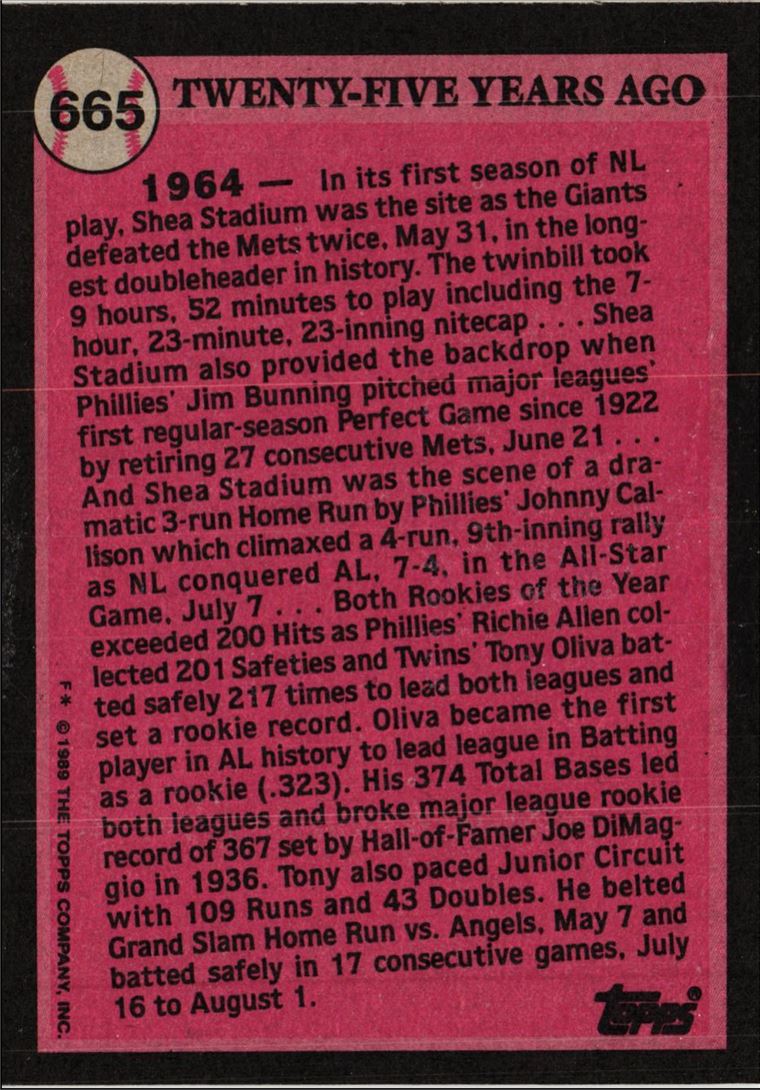 665
TWENTY-FIVE YEARS AGO
1964 — In its first season of NL
play, Shea Stadium was the site as the Giants
defeated the Mets twice, May 31, in the long-
est doubleheader in history. The twinbill took
9 hours, 52 minutes to play including the 7-
hour, 23-minute, 23-inning nitecap . . . Shea
Stadium also provided the backdrop when
Phillies' Jim Bunning pitched major leagues'
first regular-season Perfect Game since 1922
by retiring 27 consecutive Mets, June 21 . . .
And Shea Stadium was the scene of a dra-
matic 3-run Home Run by Phillies' Johnny Cal-
lison which climaxed a 4-run, 9th-inning rally
as NL conquered AL, 7-4, in the All-Star
Game, July 7 . . . Both Rookies of the Year
exceeded 200 Hits as Phillies' Richie Allen col-
lected 201 Safeties and Twins' Tony Oliva bat-
ted safely 217 times to lead both leagues and
set a rookie record. Oliva became the first
player in AL history to lead league in Batting
as a rookie (.323). His 374 Total Bases led
both leagues and broke major league rookie
record of 367 set by Hall-of-Famer Joe DiMag-
gio in 1936. Tony also paced Junior Circuit
with 109 Runs and 43 Doubles. He belted
Grand Slam Home Run vs. Angels, May 7 and
batted safely in 17 consecutive games, July
16 to August 1.
F* © 1989 THE TOPPS COMPANY, INC.
topps®